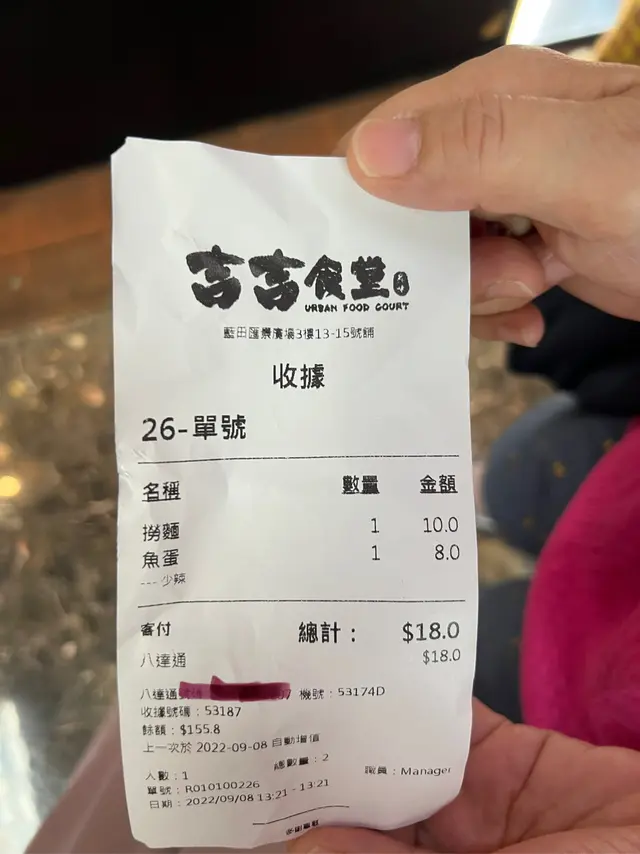 吉吉食堂
URBAN FOOD COURT
藍田匯景廣場3樓13-15號舖
收據
26-單號
名稱 數量 金額
撈麵 1 10.0
魚蛋 1 8.0
--- 少辣
客付 總計： $18.0
八達通 $18.0
八達通 機號：53174D
收據號碼：53187
餘額：$155.8
上一次於 2022-09-08 自動增值
總數量：2
人數：1 職員：Manager
單號：R010100226
日期：2022/09/08 13:21 - 13:21